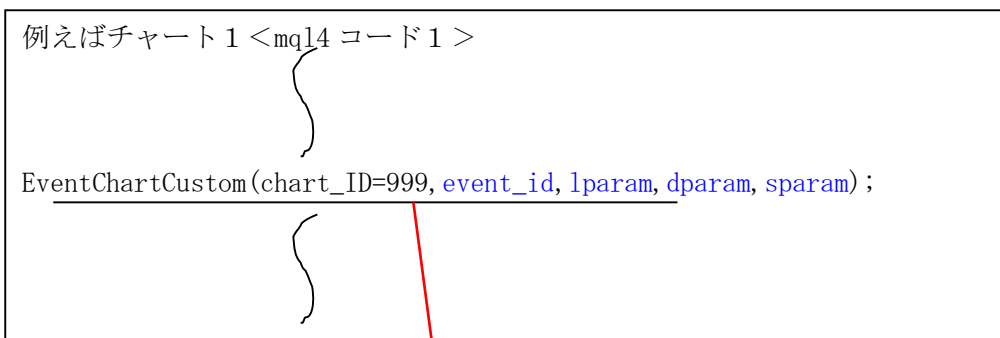 例えばチャート１＜mql4 コード１＞
EventChartCustom(chart_ID=999,event_id,lparam,dparam,sparam);